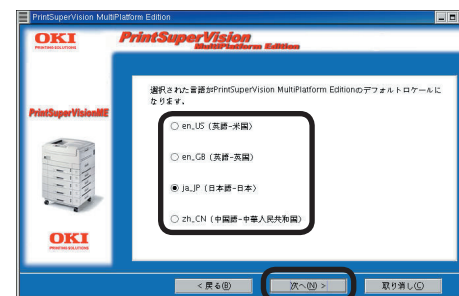 PrintSuperVision MultiPlatform Edition
OKI
PRINTING SOLUTIONS
PrintSuperVision
MultiPlatform Edition
選択された言語がPrintSuperVision MultiPlatform Editionのデフォルトロケールに
なります。
PrintSuperVisionME
en_US (英語-米国)
en_GB (英語-英国)
ja_JP (日本語-日本)
zh_CN (中国語-中華人民共和国)
OKI
PRINTING SOLUTIONS
< 戻る(B)
次へ(N) >
取り消し(C)